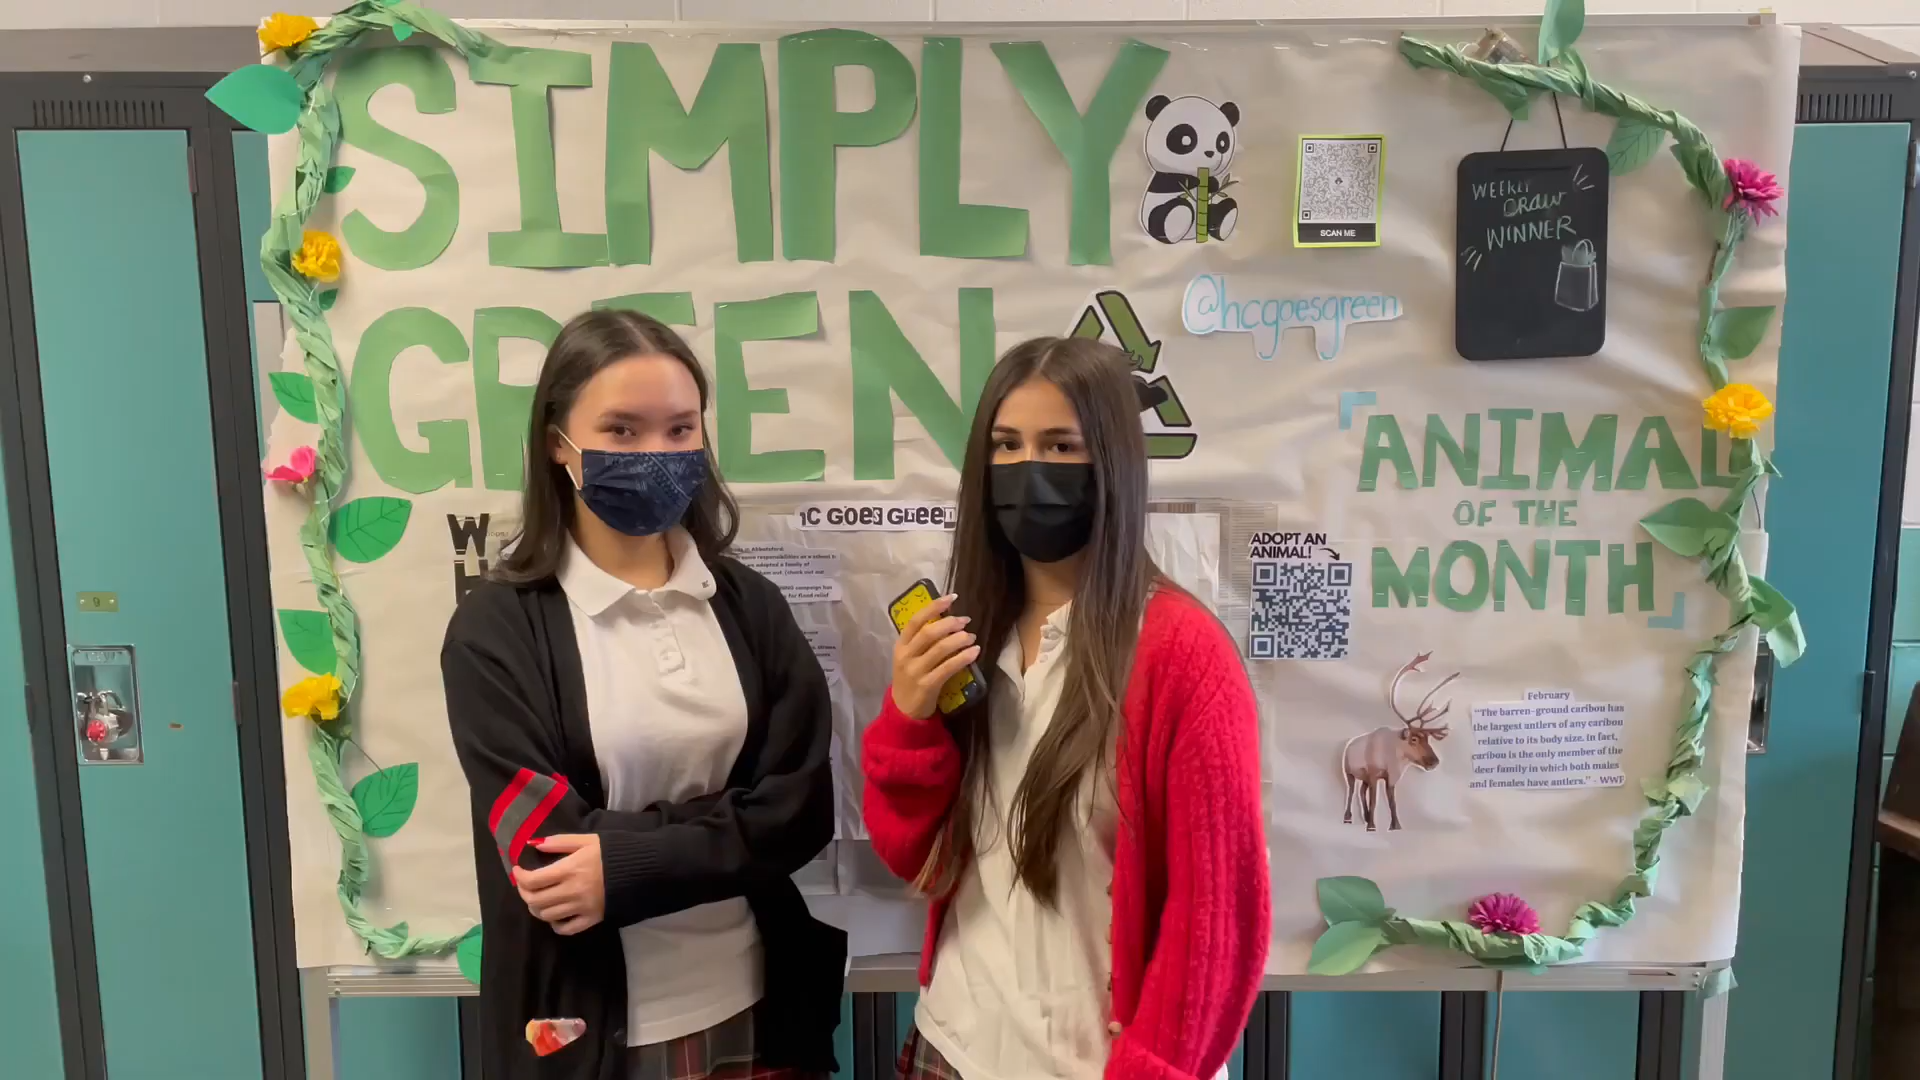 SIMPLY
GREEN
SCAN ME
WEEKLY
DRAW
WINNER
@hcgoesgreen
ANIMAL
OF THE
MONTH
ADOPT AN
ANIMAL!
HC GOES GREEN
February
"The barren-ground caribou has
the largest antlers of any caribou
relative to its body size. In fact,
caribou is the only member of the
deer family in which both males
and females have antlers." - WWF
9